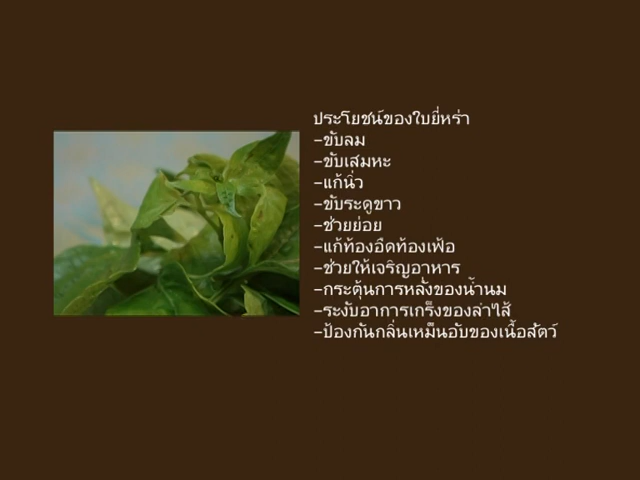 ประโยชน์ของใบยี่หร่า
-ขับลม
-ขับเสมหะ
-แก้นิ่ว
-ขับระดูขาว
-ช่วยย่อย
-แก้ท้องอืดท้องเฟ้อ
-ช่วยให้เจริญอาหาร
-กระตุ้นการหลั่งของน้ำนม
-ระงับอาการเกร็งของลำไส้
-ป้องกันกลิ่นเหม็นอับของเนื้อสัตว์